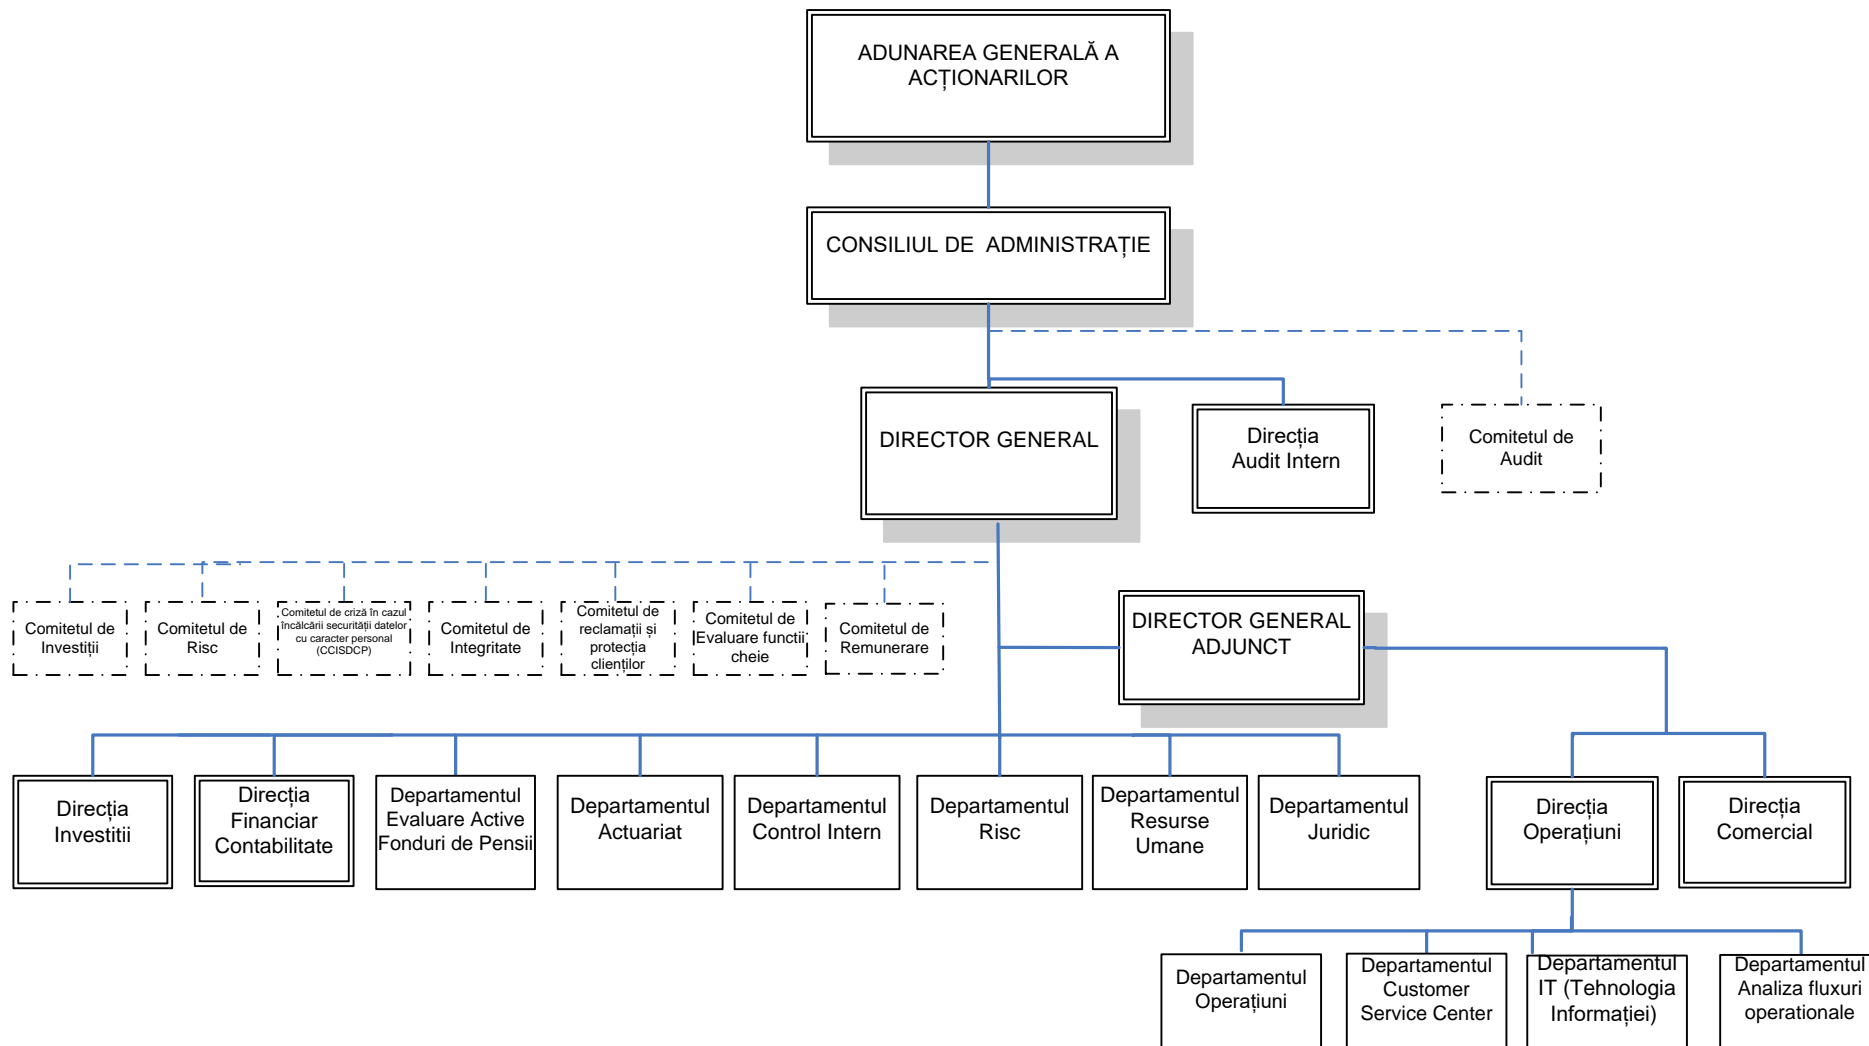 ADUNAREA GENERALĂ A
ACȚIONARILOR
CONSILIUL DE  ADMINISTRAȚIE
DIRECTOR GENERAL
Direcția
Audit Intern
Comitetul de
Audit
Comitetul de
Investiții
Comitetul de
Risc
Comitetul de criză în cazul
încălcării securității datelor
cu caracter personal
(CCISDCP)
Comitetul de
Integritate
Comitetul de
reclamații și
protecția
clienților
Comitetul de
Evaluare functii
cheie
Comitetul de
Remunerare
DIRECTOR GENERAL
ADJUNCT
Direcția
Investitii
Direcția
Financiar
Contabilitate
Departamentul
Evaluare Active
Fonduri de Pensii
Departamentul
Actuariat
Departamentul
Control Intern
Departamentul
Risc
Departamentul
Resurse
Umane
Departamentul
Juridic
Direcția
Operațiuni
Direcția
Comercial
Departamentul
Operațiuni
Departamentul
Customer
Service Center
Departamentul
IT (Tehnologia
Informației)
Departamentul
Analiza fluxuri
operationale